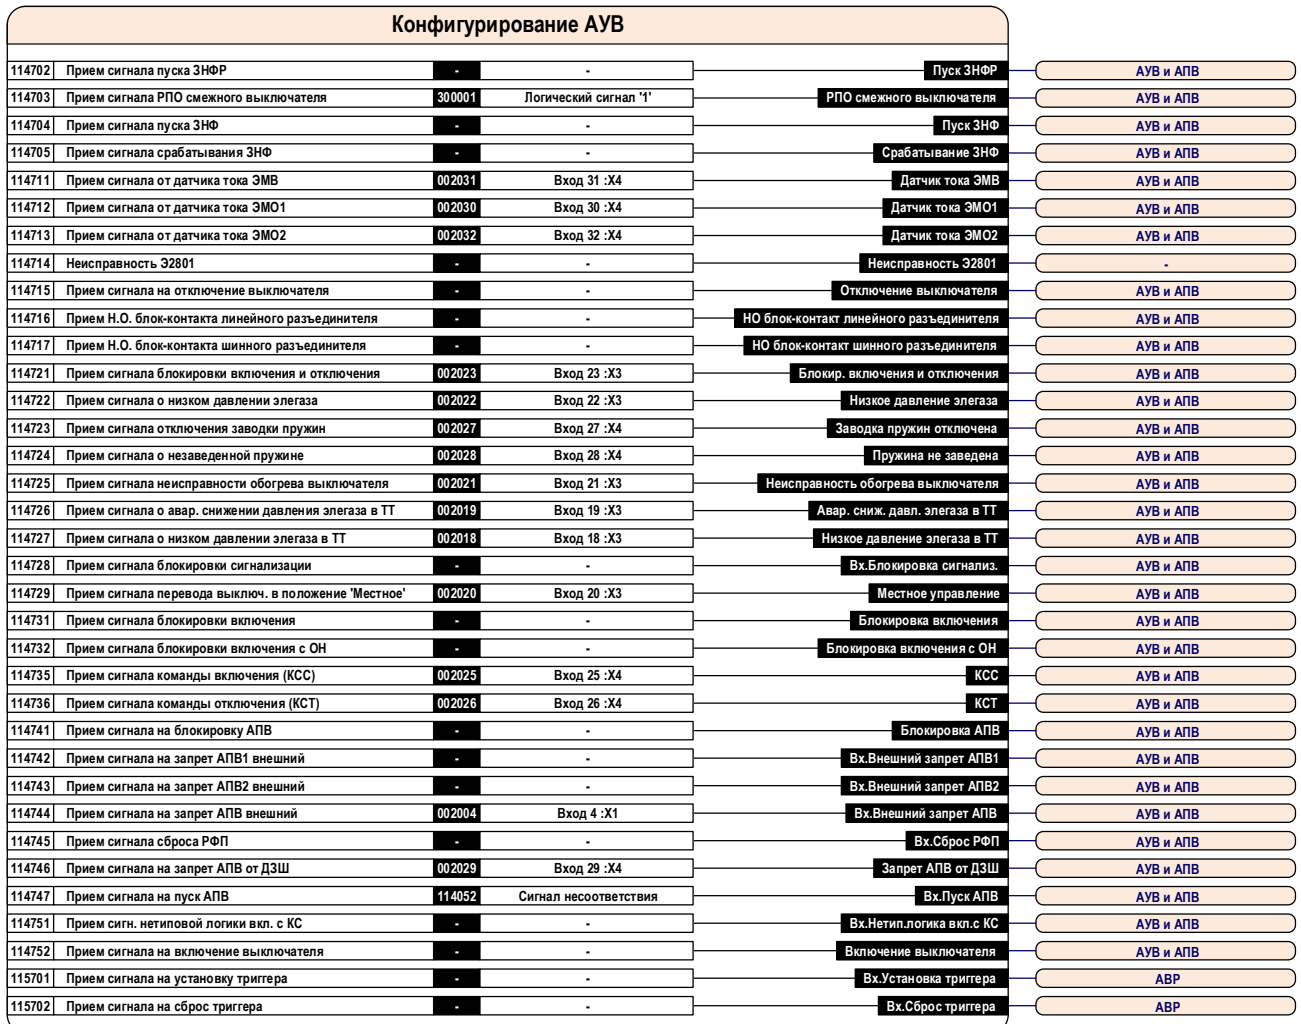 Конфигурирование АУВ
114702 Прием сигнала пуска ЗНФР - - Пуск ЗНФР АУВ и АПВ
114703 Прием сигнала РПО смежного выключателя 300001 Логический сигнал '1' РПО смежного выключателя АУВ и АПВ
114704 Прием сигнала пуска ЗНФ - - Пуск ЗНФ АУВ и АПВ
114705 Прием сигнала срабатывания ЗНФ - - Срабатывание ЗНФ АУВ и АПВ
114711 Прием сигнала от датчика тока ЭМВ 002031 Вход 31 :X4 Датчик тока ЭМВ АУВ и АПВ
114712 Прием сигнала от датчика тока ЭМО1 002030 Вход 30 :X4 Датчик тока ЭМО1 АУВ и АПВ
114713 Прием сигнала от датчика тока ЭМО2 002032 Вход 32 :X4 Датчик тока ЭМО2 АУВ и АПВ
114714 Неисправность Э2801 - - Неисправность Э2801 -
114715 Прием сигнала на отключение выключателя - - Отключение выключателя АУВ и АПВ
114716 Прием Н.О. блок-контакта линейного разъединителя - - НО блок-контакт линейного разъединителя АУВ и АПВ
114717 Прием Н.О. блок-контакта шинного разъединителя - - НО блок-контакт шинного разъединителя АУВ и АПВ
114721 Прием сигнала блокировки включения и отключения 002023 Вход 23 :X3 Блокир. включения и отключения АУВ и АПВ
114722 Прием сигнала о низком давлении элегаза 002022 Вход 22 :X3 Низкое давление элегаза АУВ и АПВ
114723 Прием сигнала отключения заводки пружин 002027 Вход 27 :X4 Заводка пружин отключена АУВ и АПВ
114724 Прием сигнала о незаведенной пружине 002028 Вход 28 :X4 Пружина не заведена АУВ и АПВ
114725 Прием сигнала неисправности обогрева выключателя 002021 Вход 21 :X3 Неисправность обогрева выключателя АУВ и АПВ
114726 Прием сигнала о авар. снижении давления элегаза в ТТ 002019 Вход 19 :X3 Авар. сниж. давл. элегаза в ТТ АУВ и АПВ
114727 Прием сигнала о низком давлении элегаза в ТТ 002018 Вход 18 :X3 Низкое давление элегаза в ТТ АУВ и АПВ
114728 Прием сигнала блокировки сигнализации - - Вх.Блокировка сигнализ. АУВ и АПВ
114729 Прием сигнала перевода выключ. в положение 'Местное' 002020 Вход 20 :X3 Местное управление АУВ и АПВ
114731 Прием сигнала блокировки включения - - Блокировка включения АУВ и АПВ
114732 Прием сигнала блокировки включения с ОН - - Блокировка включения с ОН АУВ и АПВ
114735 Прием сигнала команды включения (КСС) 002025 Вход 25 :X4 КСС АУВ и АПВ
114736 Прием сигнала команды отключения (КСТ) 002026 Вход 26 :X4 КСТ АУВ и АПВ
114741 Прием сигнала на блокировку АПВ - - Блокировка АПВ АУВ и АПВ
114742 Прием сигнала на запрет АПВ1 внешний - - Вх.Внешний запрет АПВ1 АУВ и АПВ
114743 Прием сигнала на запрет АПВ2 внешний - - Вх.Внешний запрет АПВ2 АУВ и АПВ
114744 Прием сигнала на запрет АПВ внешний 002004 Вход 4 :X1 Вх.Внешний запрет АПВ АУВ и АПВ
114745 Прием сигнала сброса РФП - - Вх.Сброс РФП АУВ и АПВ
114746 Прием сигнала на запрет АПВ от ДЗШ 002029 Вход 29 :X4 Запрет АПВ от ДЗШ АУВ и АПВ
114747 Прием сигнала на пуск АПВ 114052 Сигнал несоответствия Вх.Пуск АПВ АУВ и АПВ
114751 Прием сигн. нетиповой логики вкл. с КС - - Вх.Нетип.логика вкл.с КС АУВ и АПВ
114752 Прием сигнала на включение выключателя - - Включение выключателя АУВ и АПВ
115701 Прием сигнала на установку триггера - - Вх.Установка триггера АВР
115702 Прием сигнала на сброс триггера - - Вх.Сброс триггера АВР